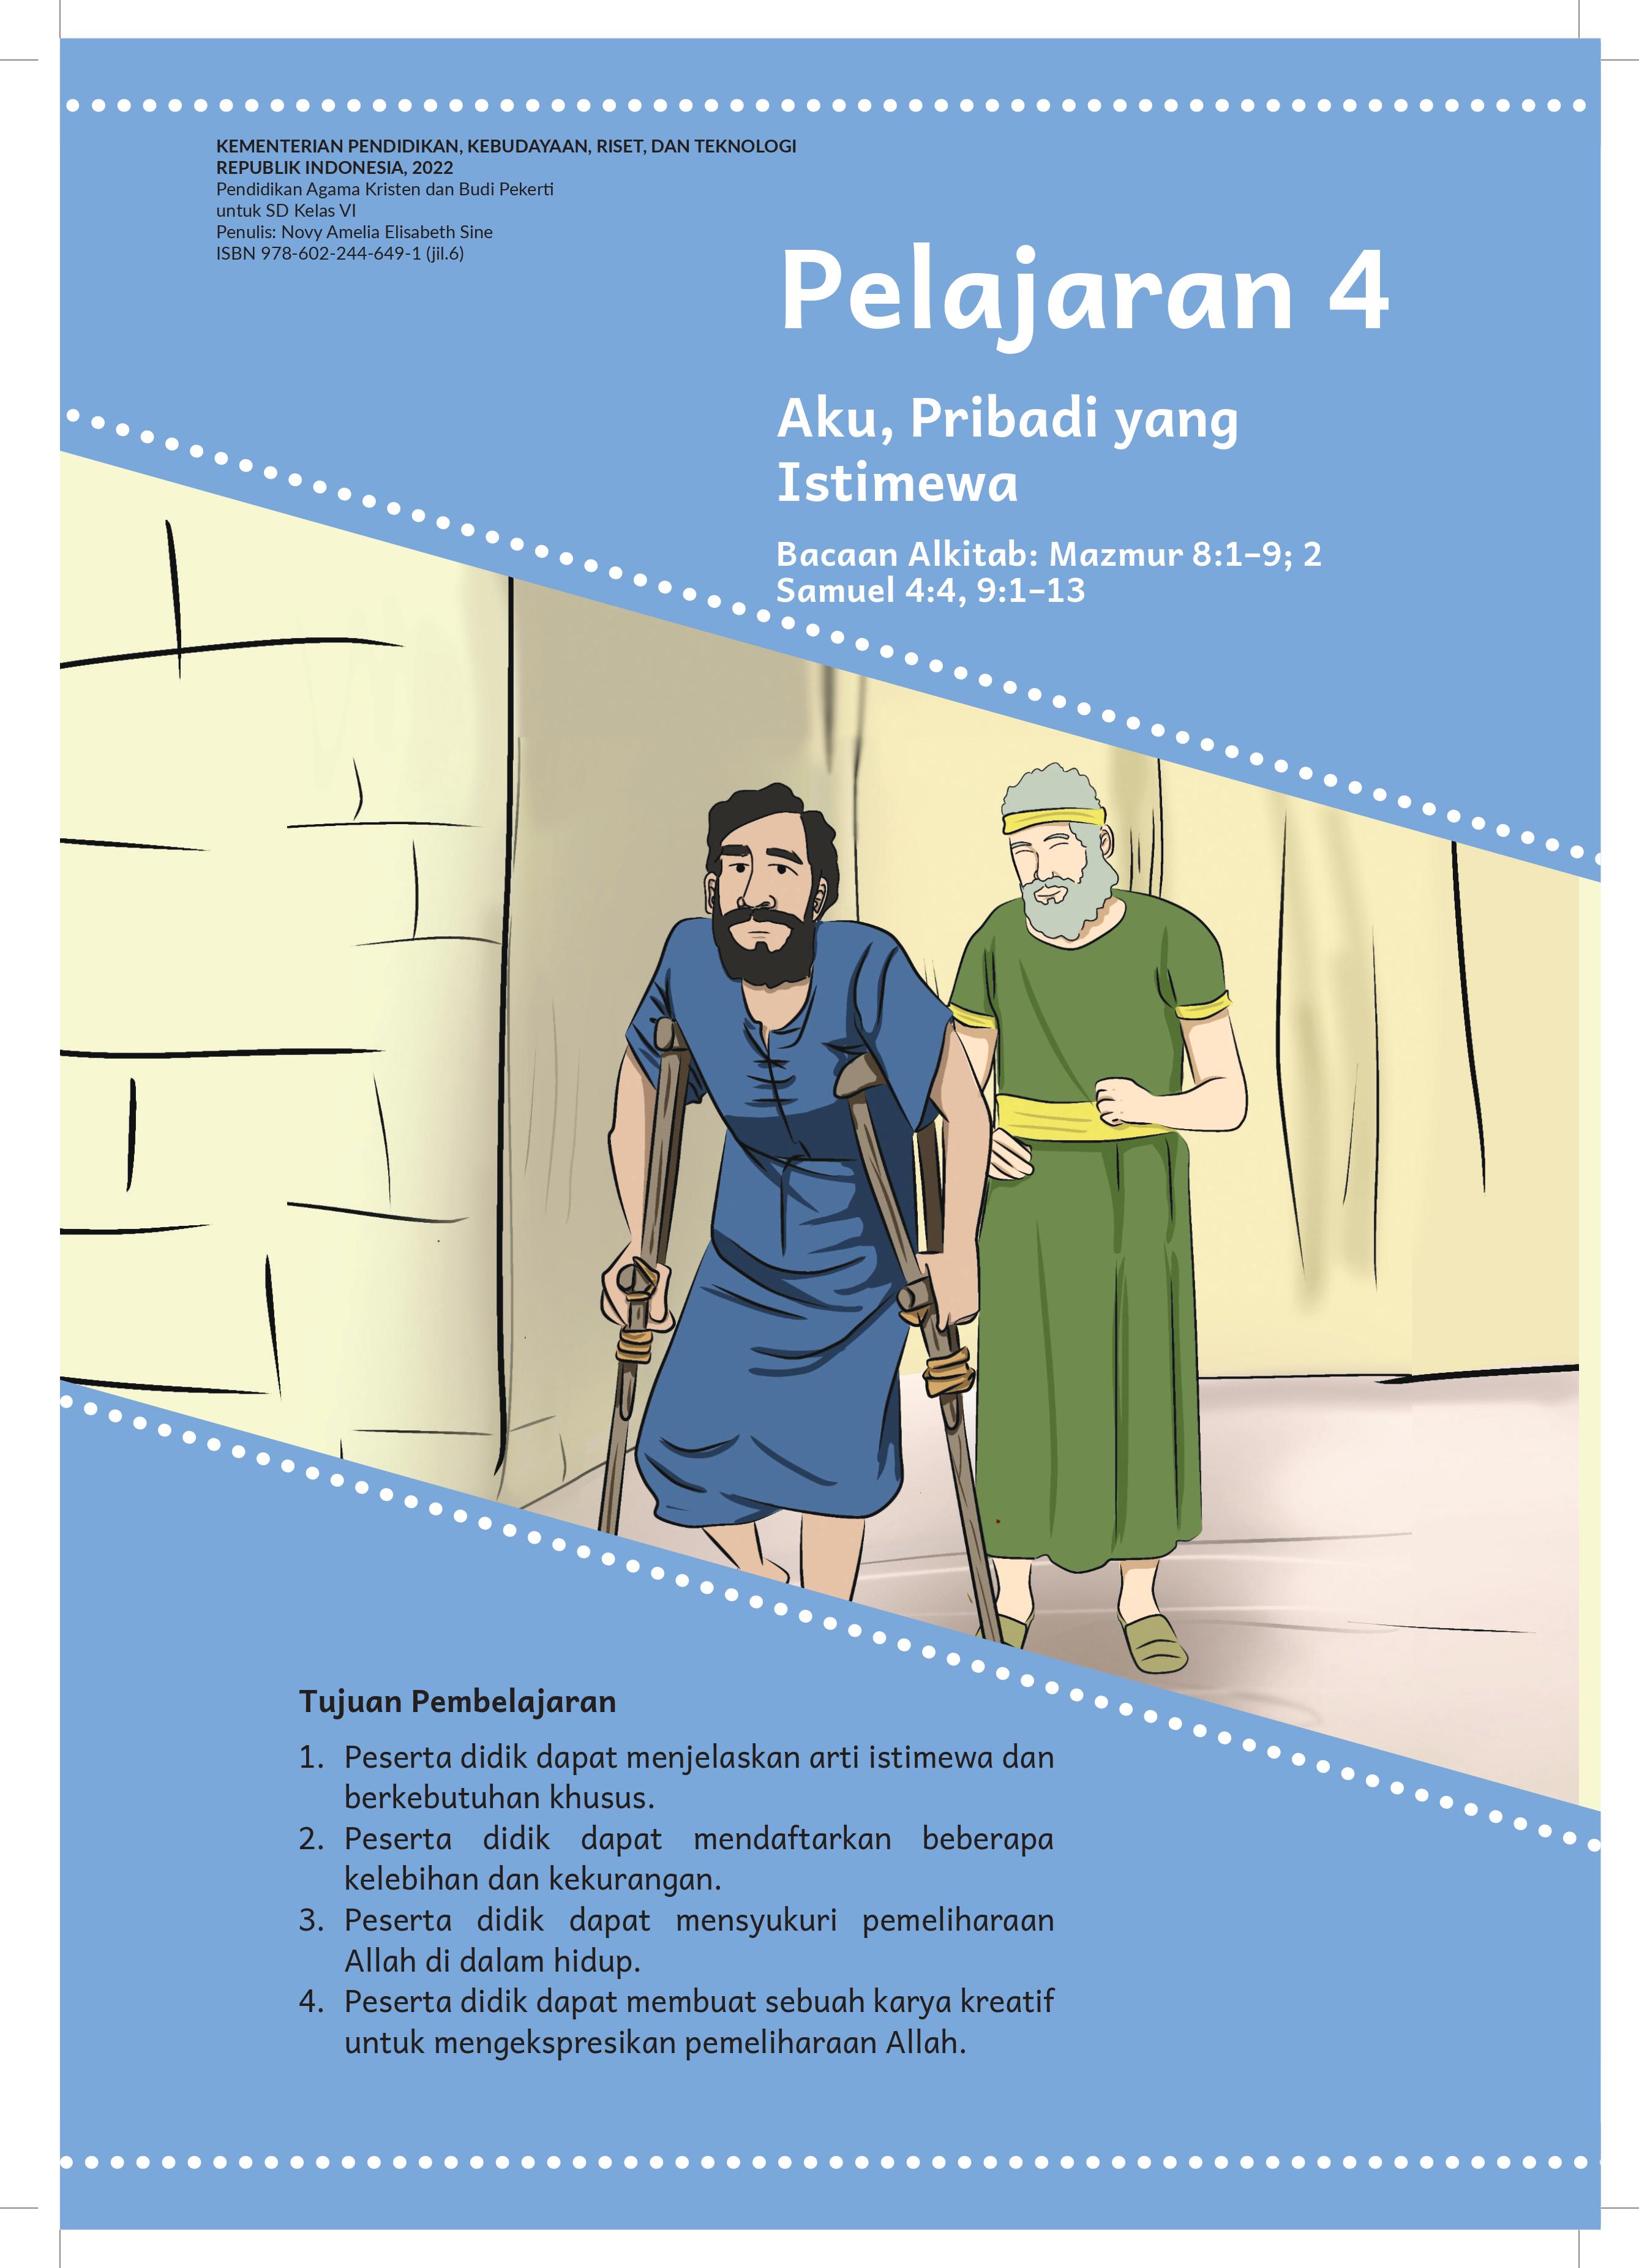 KEMENTERIAN PENDIDIKAN, KEBUDAYAAN, RISET, DAN TEKNOLOGI
REPUBLIK INDONESIA, 2022
Pendidikan Agama Kristen dan Budi Pekerti
untuk SD Kelas VI
Penulis: Novy Amelia Elisabeth Sine
ISBN 978-602-244-649-1 (jil.6)
Pelajaran 4
Aku, Pribadi yang
Istimewa
Bacaan Alkitab: Mazmur 8:1–9; 2
Samuel 4:4, 9:1–13
Tujuan Pembelajaran
1. Peserta didik dapat menjelaskan arti istimewa dan
berkebutuhan khusus.
2. Peserta didik dapat mendaftarkan beberapa
kelebihan dan kekurangan.
3. Peserta didik dapat mensyukuri pemeliharaan
Allah di dalam hidup.
4. Peserta didik dapat membuat sebuah karya kreatif
untuk mengekspresikan pemeliharaan Allah.